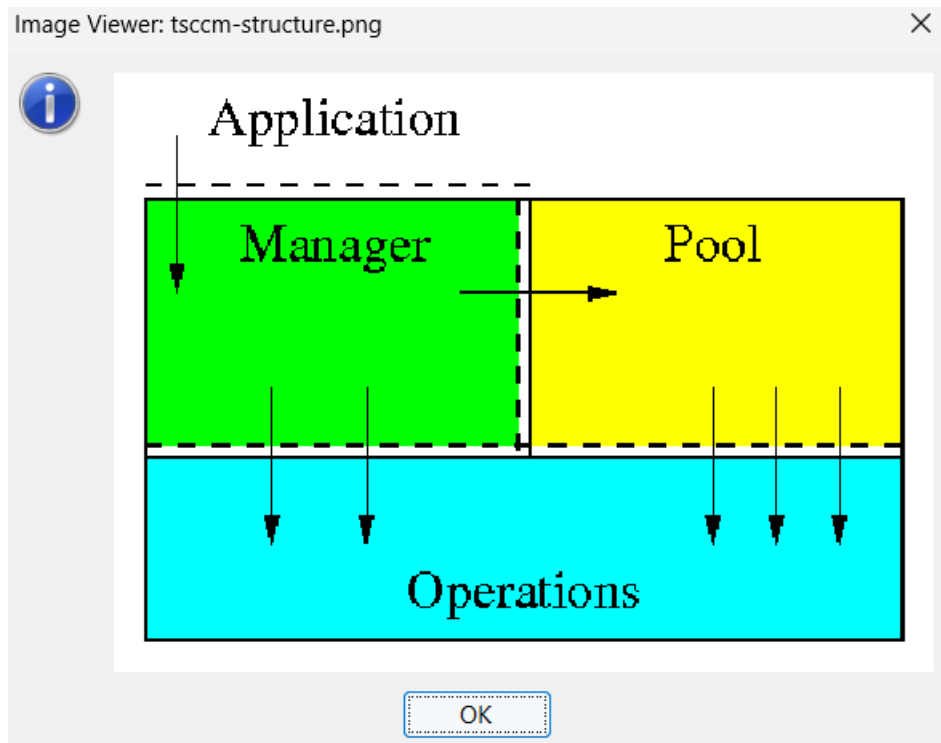 Image Viewer: tsccm-structure.png
Application
Manager
Pool
Operations
OK